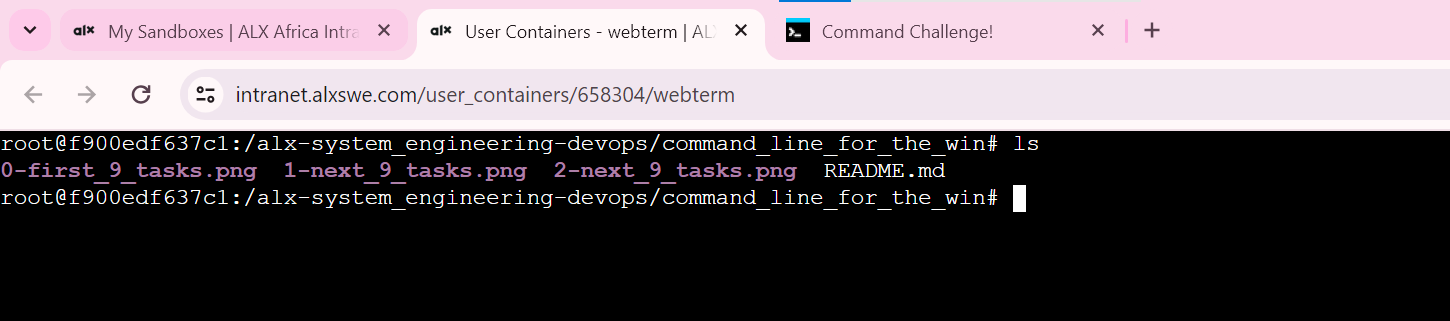 alx My Sandboxes | ALX Africa Intra
alx User Containers - webterm | AL
Command Challenge!
intranet.alxswe.com/user_containers/658304/webterm
root@f900edf637c1:/alx-system_engineering-devops/command_line_for_the_win# ls
0-first_9_tasks.png  1-next_9_tasks.png  2-next_9_tasks.png  README.md
root@f900edf637c1:/alx-system_engineering-devops/command_line_for_the_win#